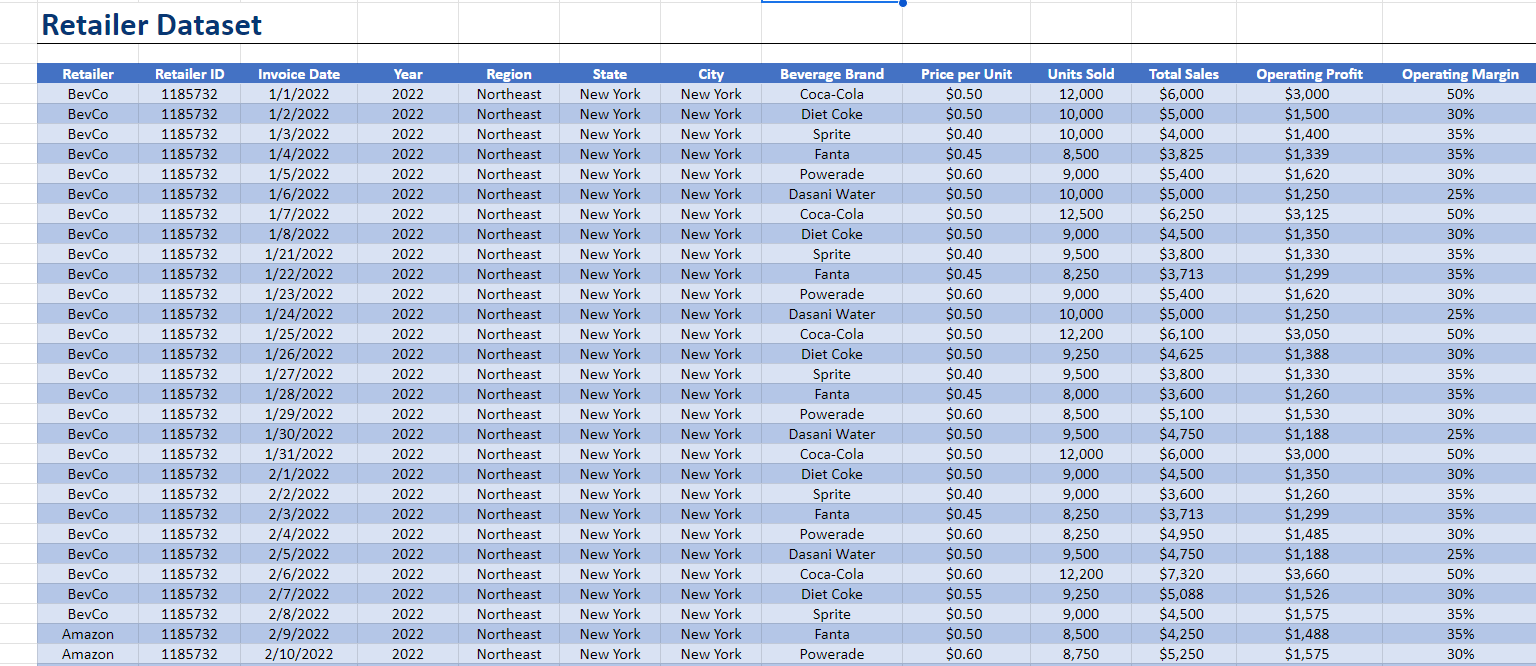 Retailer Dataset
Retailer Retailer ID Invoice Date Year Region State City Beverage Brand Price per Unit Units Sold Total Sales Operating Profit Operating Margin
BevCo 1185732 1/1/2022 2022 Northeast New York New York Coca-Cola $0.50 12,000 $6,000 $3,000 50%
BevCo 1185732 1/2/2022 2022 Northeast New York New York Diet Coke $0.50 10,000 $5,000 $1,500 30%
BevCo 1185732 1/3/2022 2022 Northeast New York New York Sprite $0.40 10,000 $4,000 $1,400 35%
BevCo 1185732 1/4/2022 2022 Northeast New York New York Fanta $0.45 8,500 $3,825 $1,339 35%
BevCo 1185732 1/5/2022 2022 Northeast New York New York Powerade $0.60 9,000 $5,400 $1,620 30%
BevCo 1185732 1/6/2022 2022 Northeast New York New York Dasani Water $0.50 10,000 $5,000 $1,250 25%
BevCo 1185732 1/7/2022 2022 Northeast New York New York Coca-Cola $0.50 12,500 $6,250 $3,125 50%
BevCo 1185732 1/8/2022 2022 Northeast New York New York Diet Coke $0.50 9,000 $4,500 $1,350 30%
BevCo 1185732 1/21/2022 2022 Northeast New York New York Sprite $0.40 9,500 $3,800 $1,330 35%
BevCo 1185732 1/22/2022 2022 Northeast New York New York Fanta $0.45 8,250 $3,713 $1,299 35%
BevCo 1185732 1/23/2022 2022 Northeast New York New York Powerade $0.60 9,000 $5,400 $1,620 30%
BevCo 1185732 1/24/2022 2022 Northeast New York New York Dasani Water $0.50 10,000 $5,000 $1,250 25%
BevCo 1185732 1/25/2022 2022 Northeast New York New York Coca-Cola $0.50 12,200 $6,100 $3,050 50%
BevCo 1185732 1/26/2022 2022 Northeast New York New York Diet Coke $0.50 9,250 $4,625 $1,388 30%
BevCo 1185732 1/27/2022 2022 Northeast New York New York Sprite $0.40 9,500 $3,800 $1,330 35%
BevCo 1185732 1/28/2022 2022 Northeast New York New York Fanta $0.45 8,000 $3,600 $1,260 35%
BevCo 1185732 1/29/2022 2022 Northeast New York New York Powerade $0.60 8,500 $5,100 $1,530 30%
BevCo 1185732 1/30/2022 2022 Northeast New York New York Dasani Water $0.50 9,500 $4,750 $1,188 25%
BevCo 1185732 1/31/2022 2022 Northeast New York New York Coca-Cola $0.50 12,000 $6,000 $3,000 50%
BevCo 1185732 2/1/2022 2022 Northeast New York New York Diet Coke $0.50 9,000 $4,500 $1,350 30%
BevCo 1185732 2/2/2022 2022 Northeast New York New York Sprite $0.40 9,000 $3,600 $1,260 35%
BevCo 1185732 2/3/2022 2022 Northeast New York New York Fanta $0.45 8,250 $3,713 $1,299 35%
BevCo 1185732 2/4/2022 2022 Northeast New York New York Powerade $0.60 8,250 $4,950 $1,485 30%
BevCo 1185732 2/5/2022 2022 Northeast New York New York Dasani Water $0.50 9,500 $4,750 $1,188 25%
BevCo 1185732 2/6/2022 2022 Northeast New York New York Coca-Cola $0.60 12,200 $7,320 $3,660 50%
BevCo 1185732 2/7/2022 2022 Northeast New York New York Diet Coke $0.55 9,250 $5,088 $1,526 30%
BevCo 1185732 2/8/2022 2022 Northeast New York New York Sprite $0.50 9,000 $4,500 $1,575 35%
Amazon 1185732 2/9/2022 2022 Northeast New York New York Fanta $0.50 8,500 $4,250 $1,488 35%
Amazon 1185732 2/10/2022 2022 Northeast New York New York Powerade $0.60 8,750 $5,250 $1,575 30%